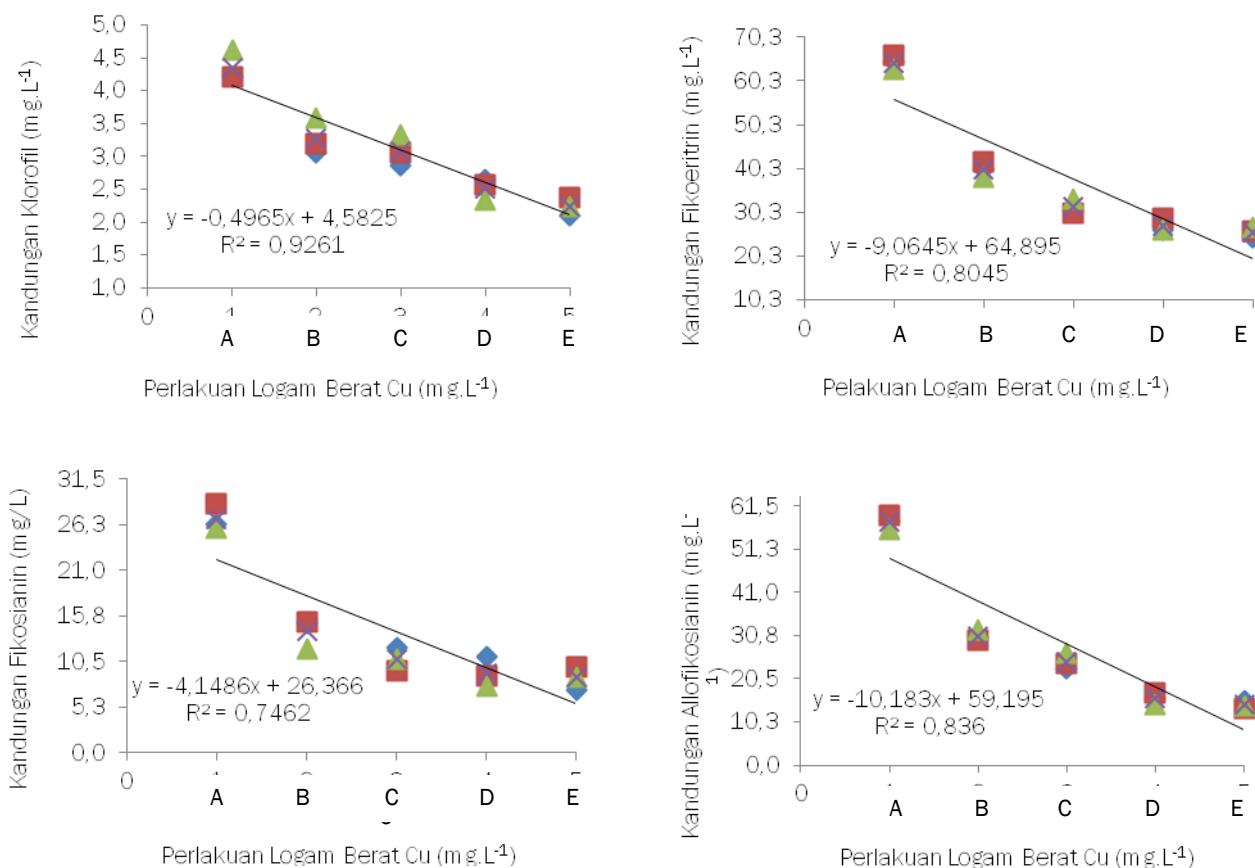 Kandungan Klorofil (mg.L-1)
5,0
4,5
4,0
3,5
3,0
2,5
2,0
1,5
1,0
y = -0,4965x + 4,5825
R² = 0,9261
0 1 2 3 4 5
A B C D E
Perlakuan Logam Berat Cu (mg.L-1)
Kandungan Fikoeritrin (mg.L-1)
70,3
60,3
50,3
40,3
30,3
20,3
10,3
y = -9,0645x + 64,895
R² = 0,8045
0
A B C D E
Pelakuan Logam Berat Cu (mg.L-1)
Kandungan Fikosianin (mg/L)
31,5
26,3
21,0
15,8
10,5
5,3
0,0
y = -4,1486x + 26,366
R² = 0,7462
0
A B C D E
Perlakuan Logam Berat Cu (mg.L-1)
Kandungan Allofikosianin (mg.L-
1)
61,5
51,3
41,0
30,8
20,5
10,3
0,0
y = -10,183x + 59,195
R² = 0,836
0
A B C D E
Perlakuan Logam Berat Cu (mg.L-1)